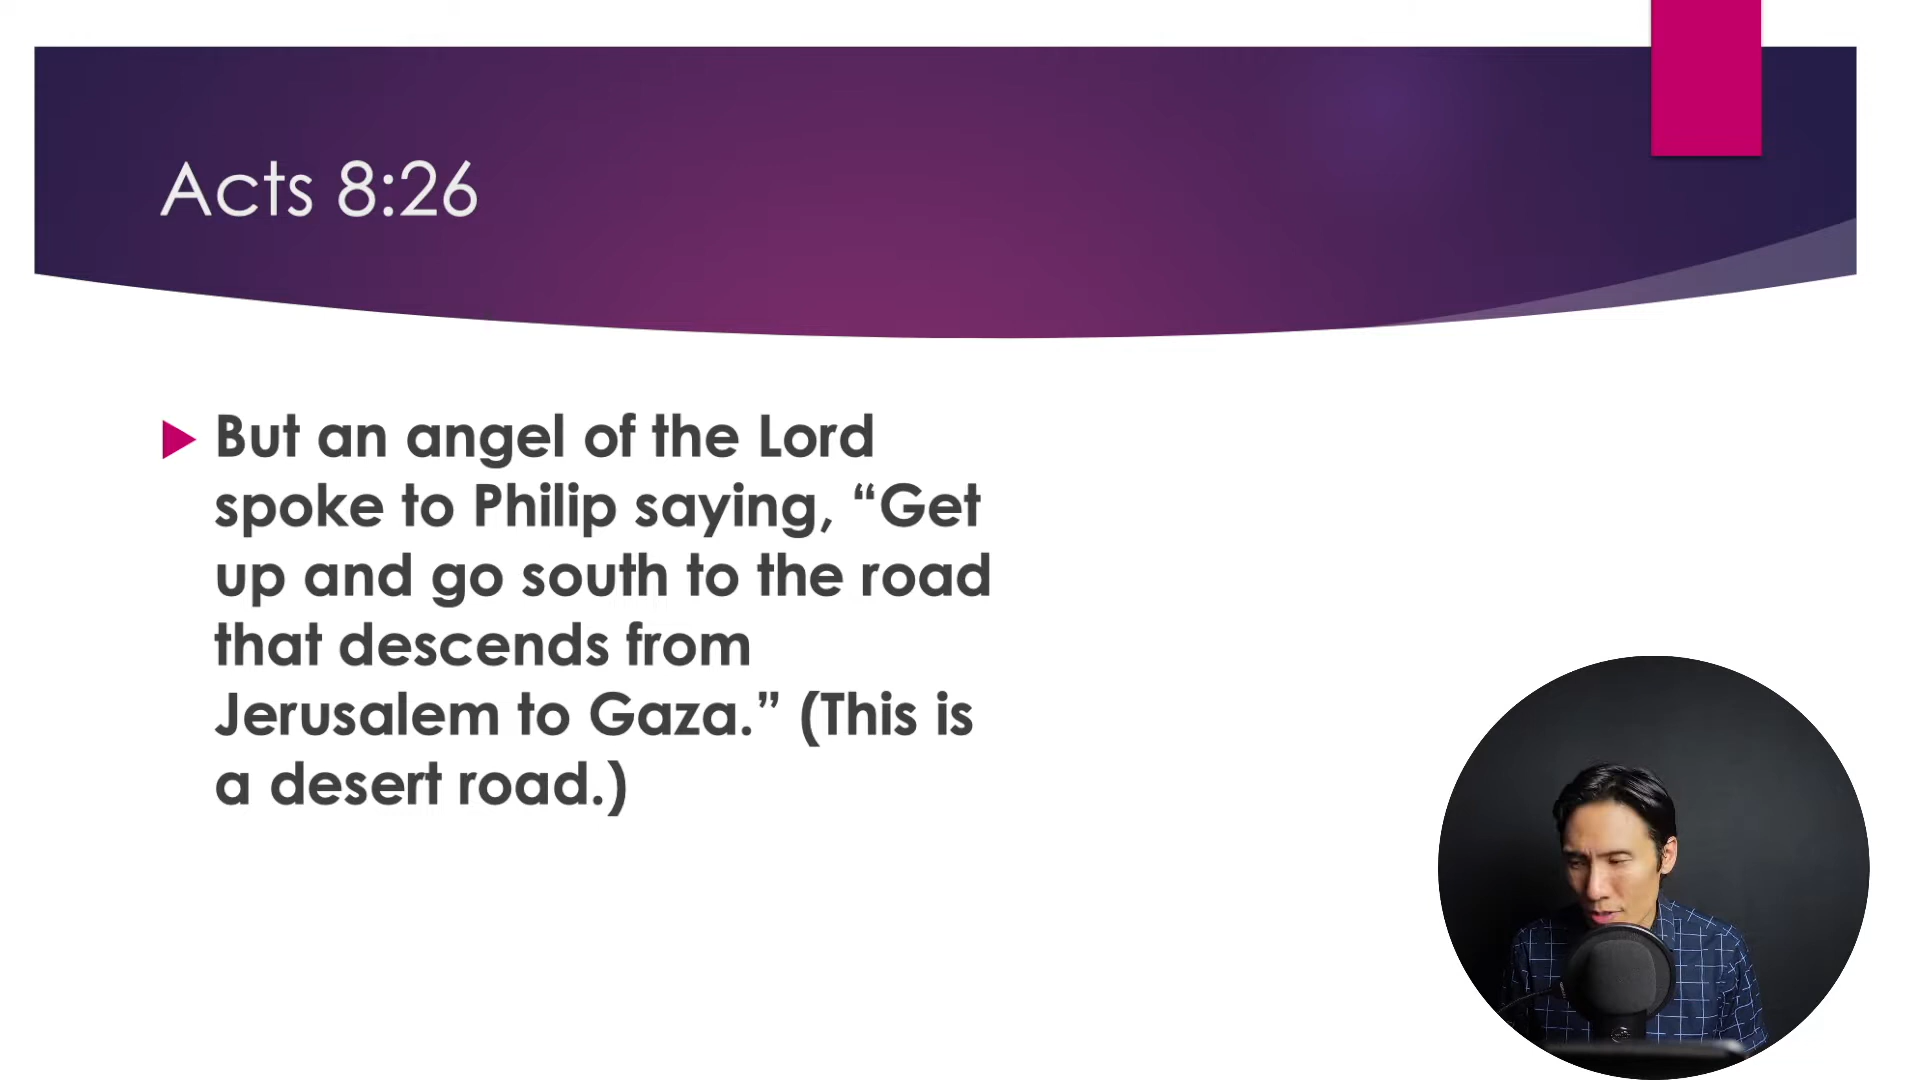 Acts 8:26
But an angel of the Lord
spoke to Philip saying, “Get
up and go south to the road
that descends from
Jerusalem to Gaza.” (This is
a desert road.)